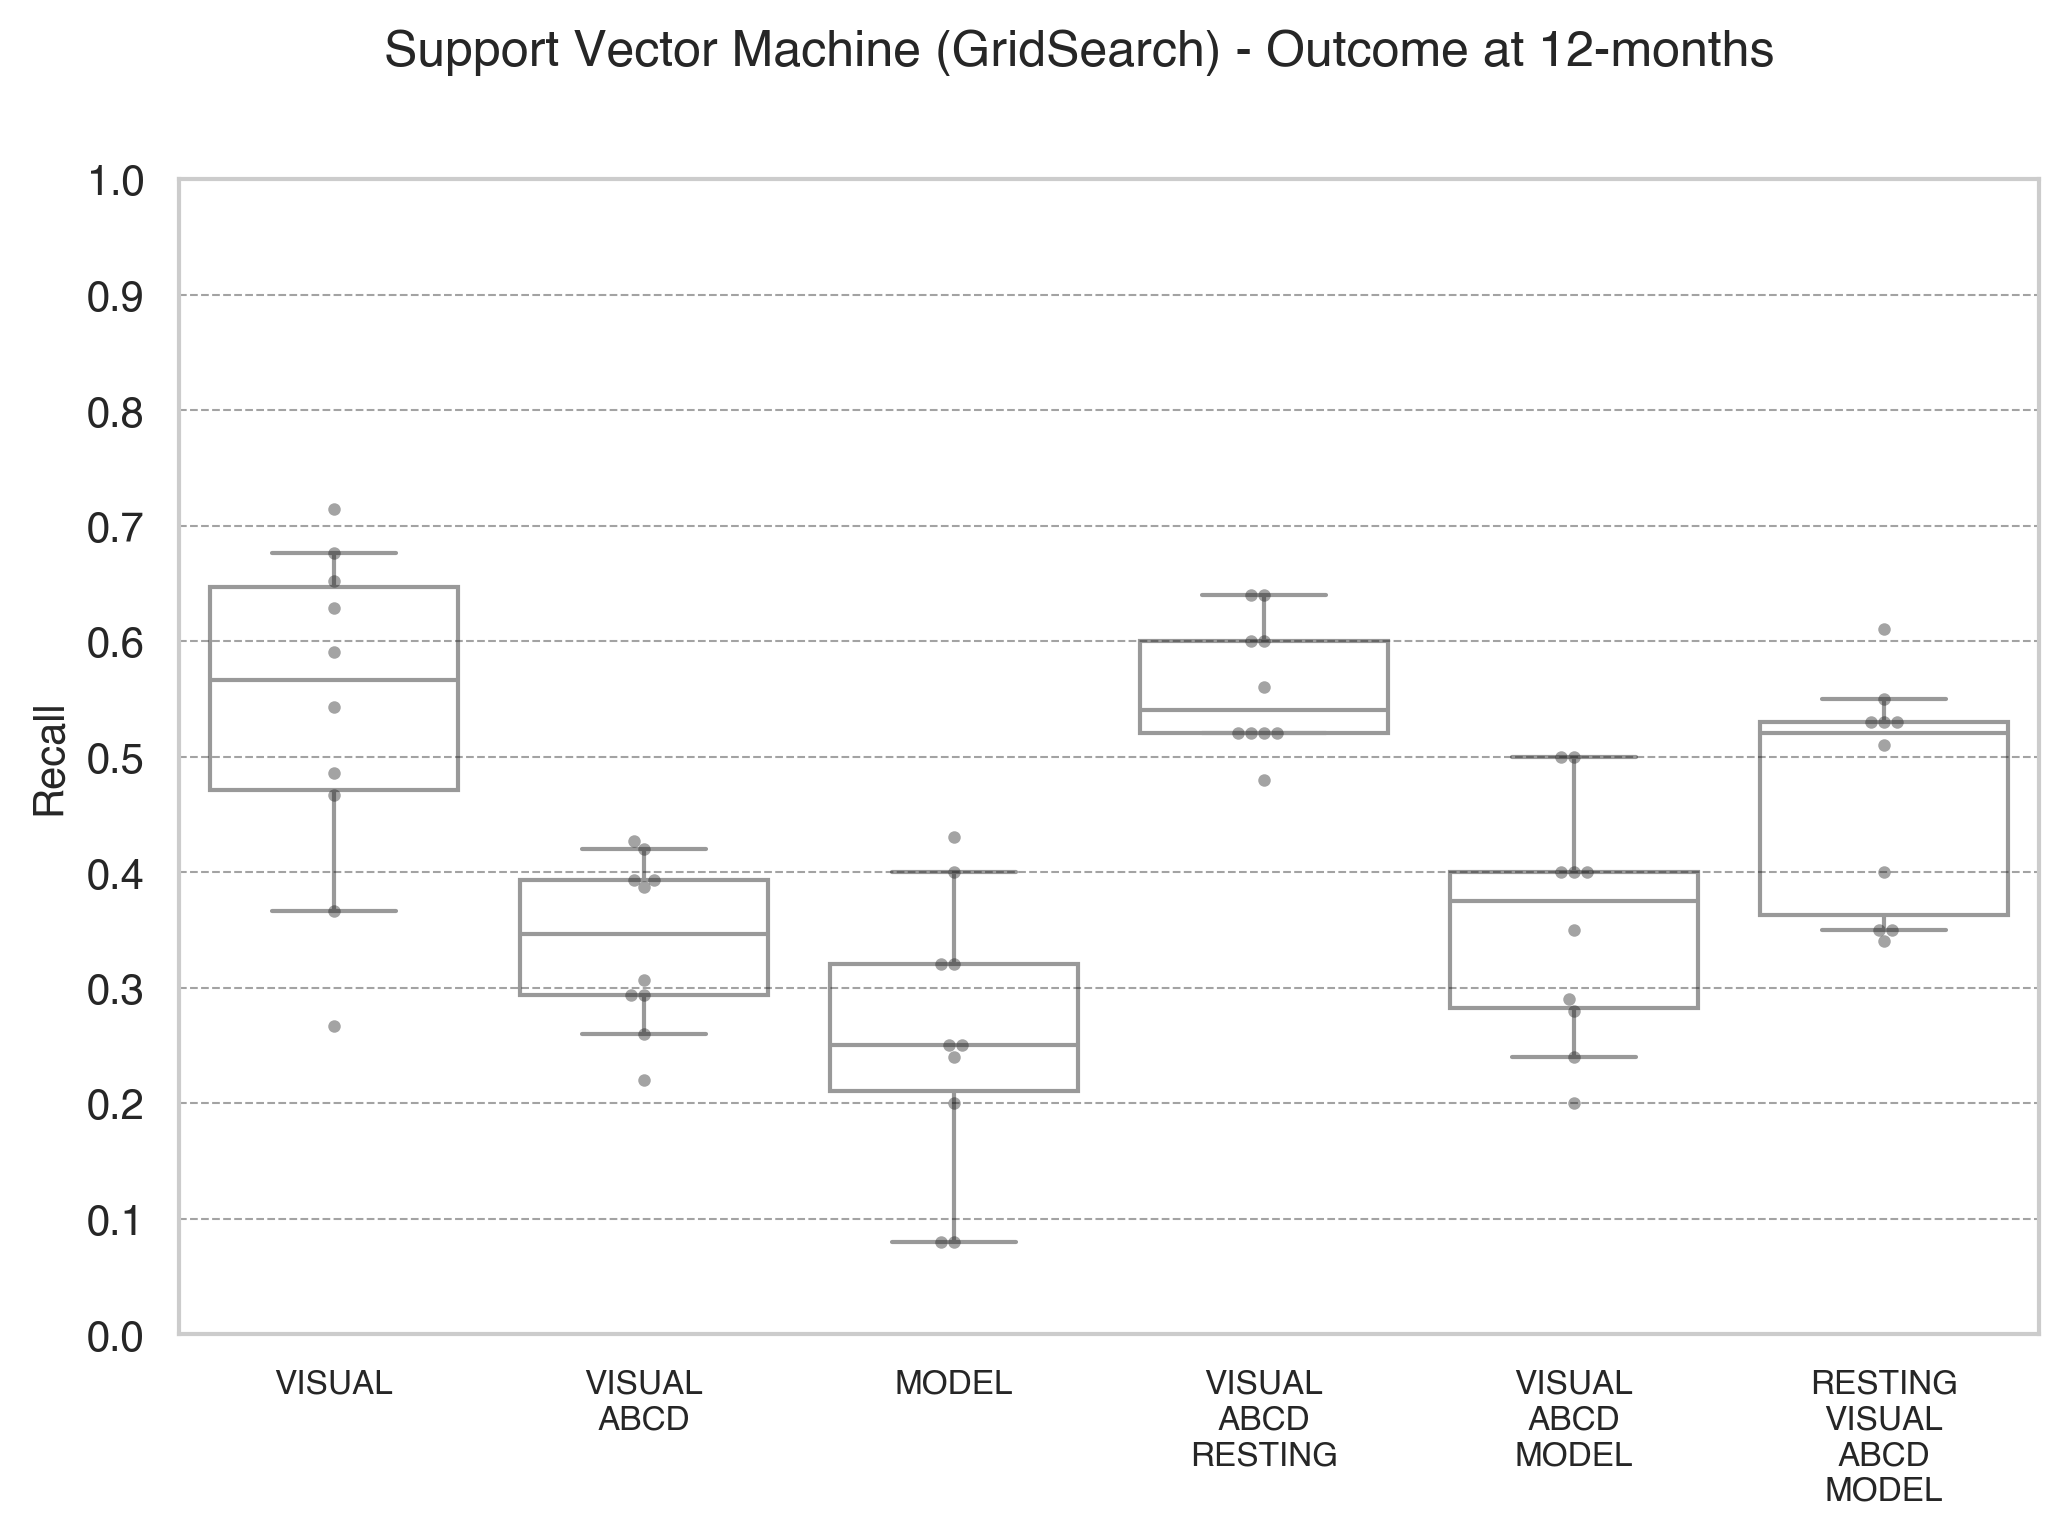 Support Vector Machine (GridSearch) - Outcome at 12-months
1.0
0.9
0.8
0.7
0.6
0.5
0.4
0.3
0.2
0.1
0.0
Recall
VISUAL
VISUAL
ABCD
MODEL
VISUAL
ABCD
RESTING
VISUAL
ABCD
MODEL
RESTING
VISUAL
ABCD
MODEL